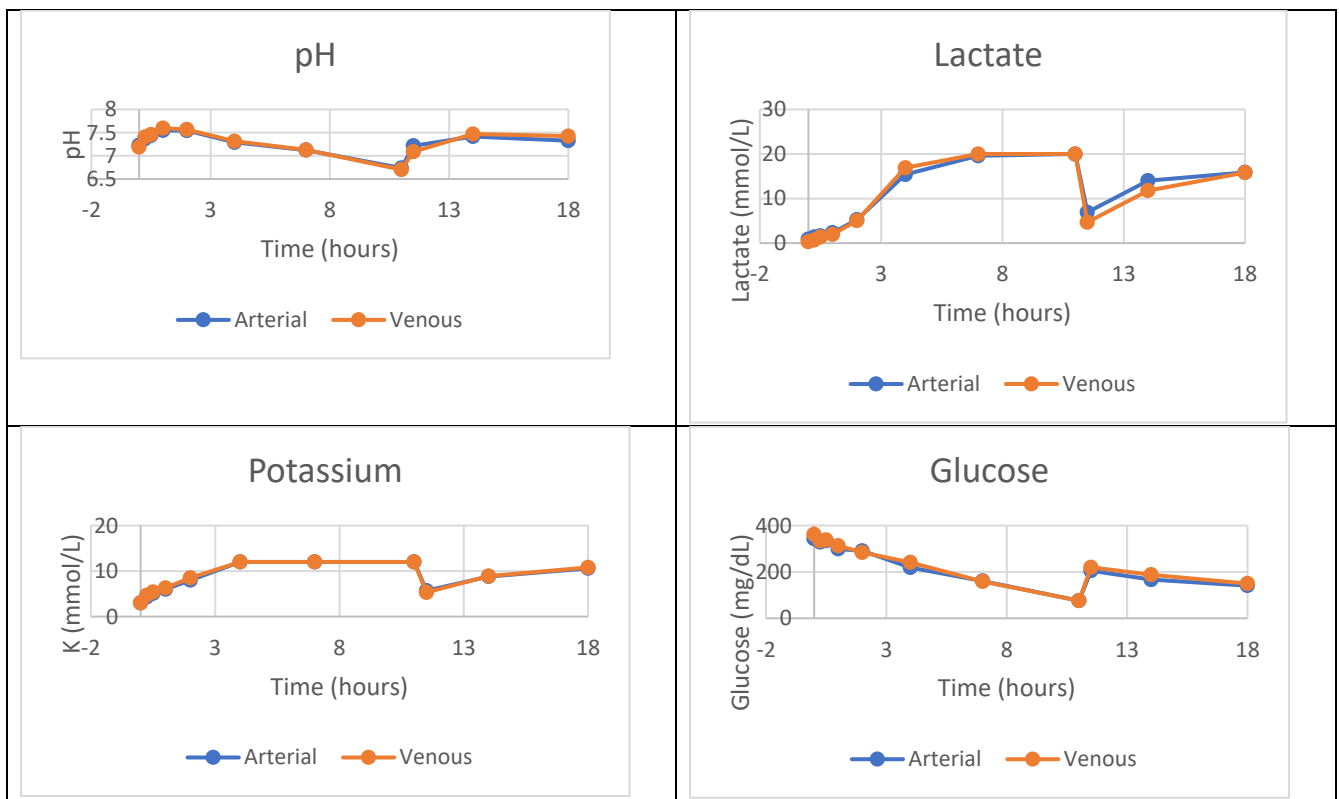 pH
8
7.5
7
6.5
pH
-2 3 8 13 18
Time (hours)
Arterial Venous
Lactate
30
20
10
0
Lactate (mmol/L)
-2 3 8 13 18
Time (hours)
Arterial Venous
Potassium
20
10
0
K (mmol/L)
-2 3 8 13 18
Time (hours)
Arterial Venous
Glucose
400
200
0
Glucose (mg/dL)
-2 3 8 13 18
Time (hours)
Arterial Venous